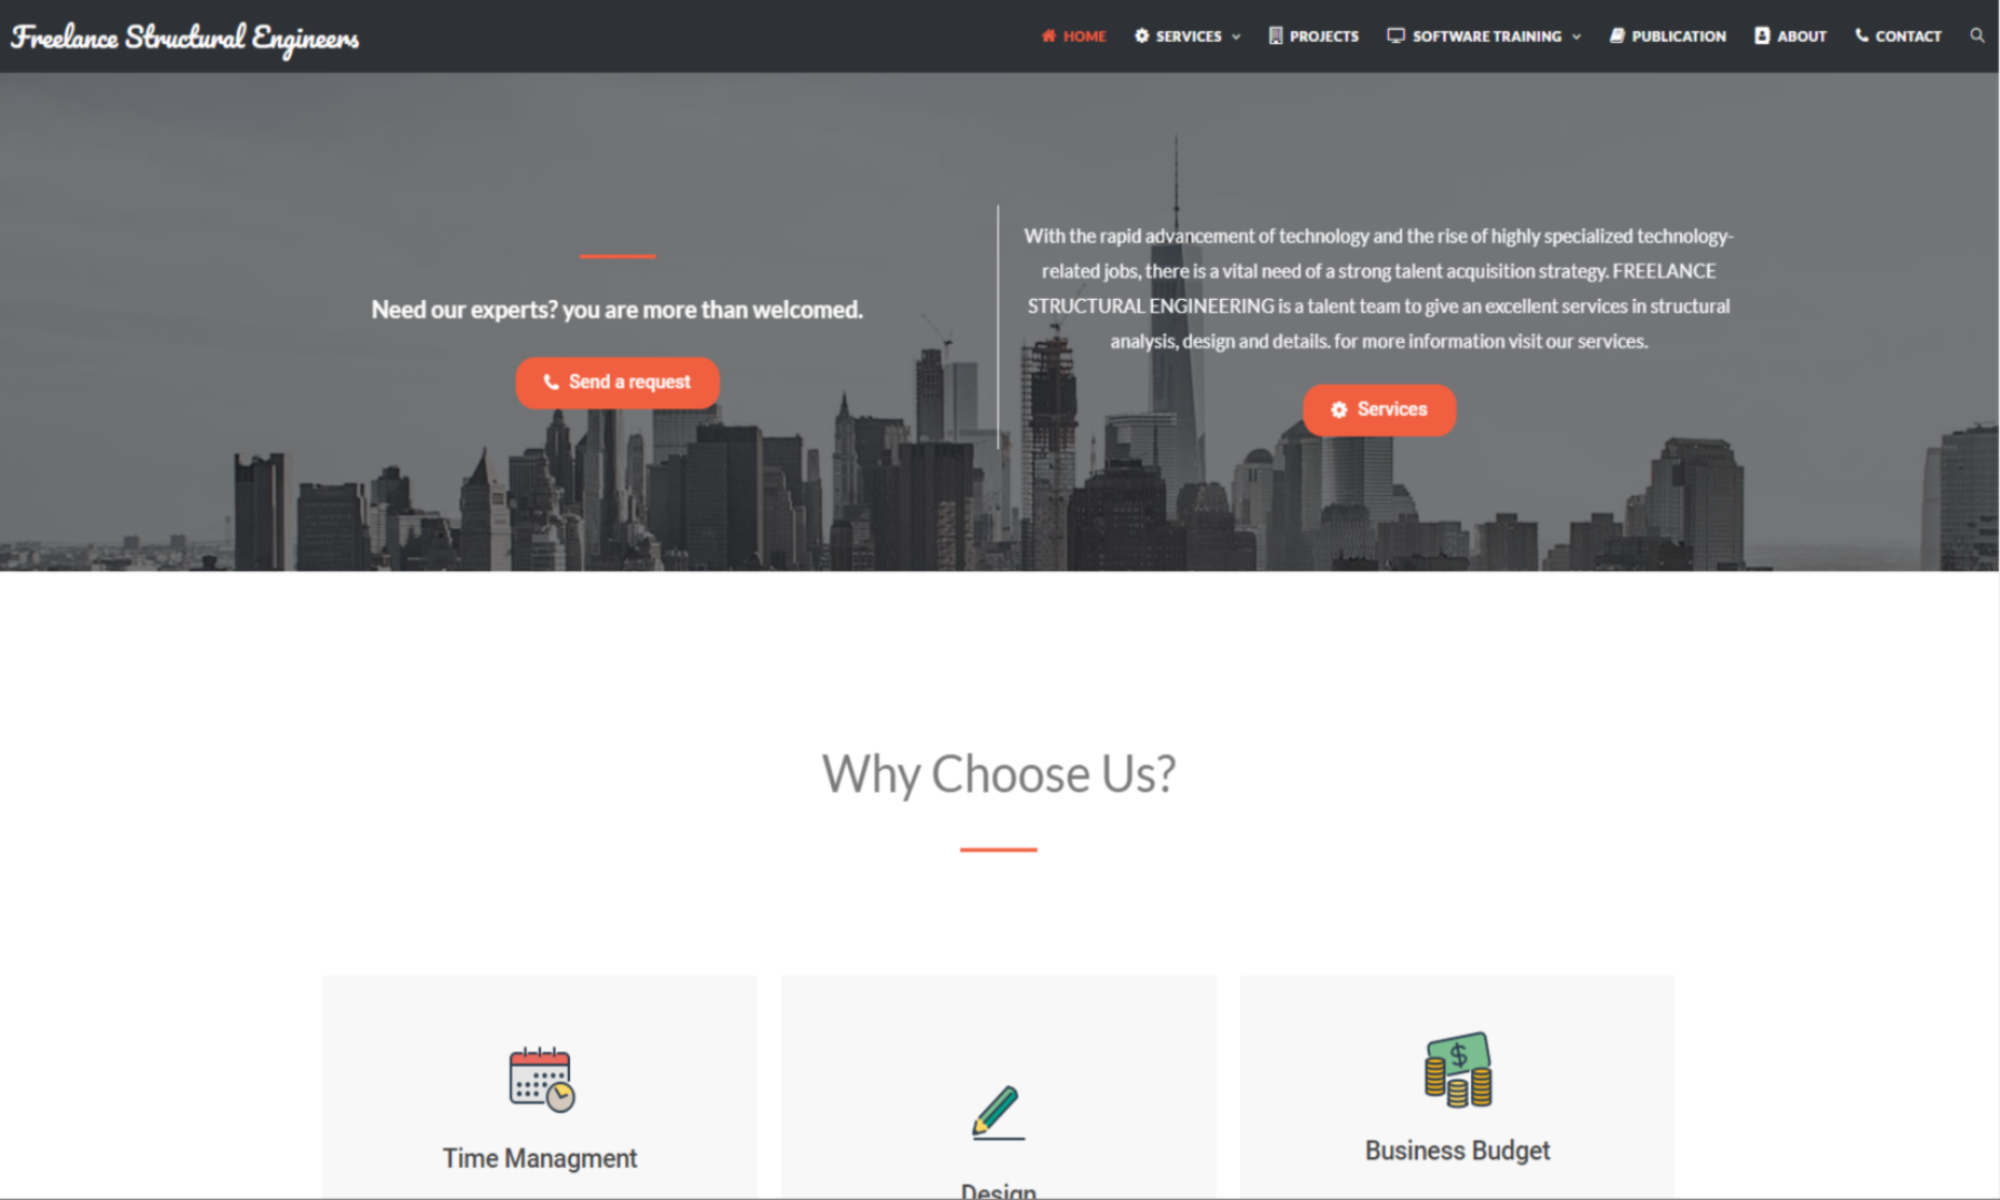 Freelance Structural Engineers
HOME
SERVICES
PROJECTS
SOFTWARE TRAINING
PUBLICATION
ABOUT
CONTACT
Need our experts? you are more than welcomed.
Send a request
With the rapid advancement of technology and the rise of highly specialized technology-
related jobs, there is a vital need of a strong talent acquisition strategy. FREELANCE
STRUCTURAL ENGINEERING is a talent team to give an excellent services in structural
analysis, design and details. for more information visit our services.
Services
Why Choose Us?
Time Managment
Design
Business Budget